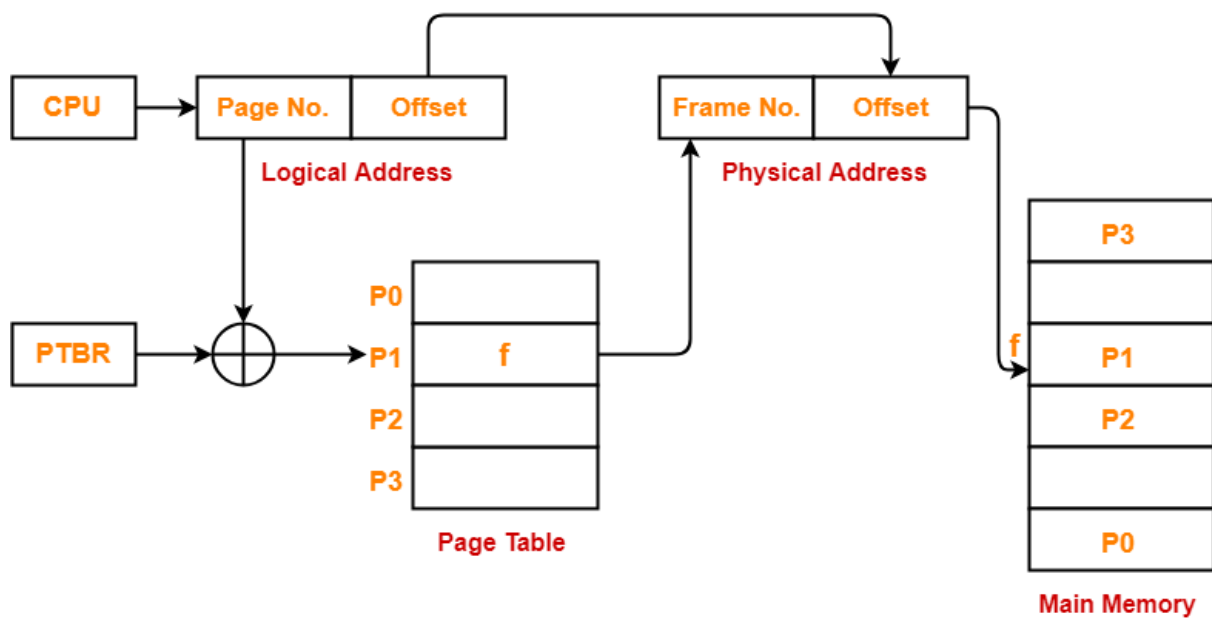 CPU
Page No. Offset
Frame No. Offset
Logical Address
Physical Address
P3
P0
PTBR
P1 f
f P1
P2
P2
P3
Page Table
P0
Main Memory